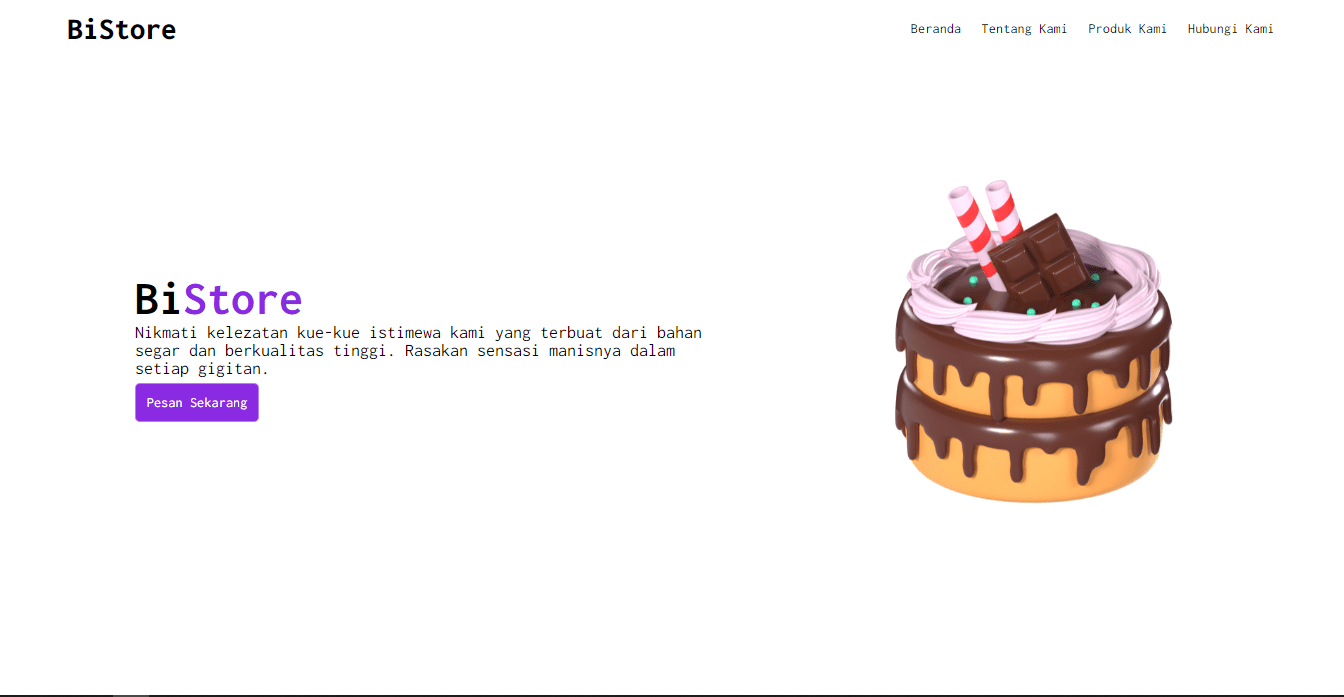 BiStore
Beranda Tentang Kami Produk Kami Hubungi Kami
BiStore
Nikmati kelezatan kue-kue istimewa kami yang terbuat dari bahan
segar dan berkualitas tinggi. Rasakan sensasi manisnya dalam
setiap gigitan.
Pesan Sekarang